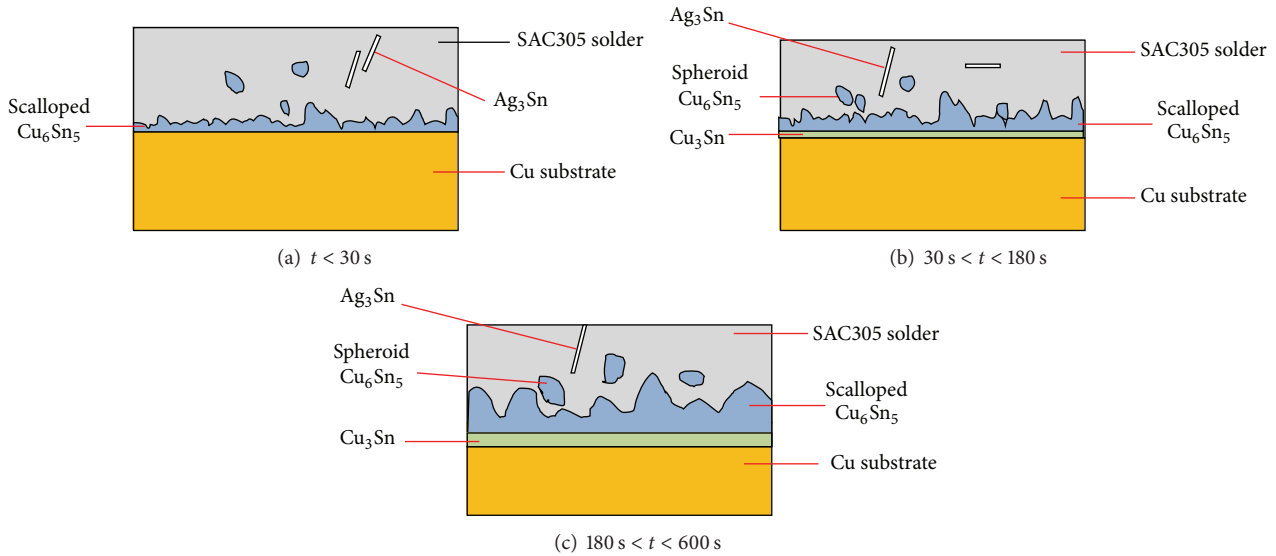 SAC305 solder
Ag₃Sn
Scalloped
Cu₆Sn₅
Cu substrate
(a) t < 30 s
Ag₃Sn
SAC305 solder
Spheroid
Cu₆Sn₅
Scalloped
Cu₆Sn₅
Cu₃Sn
Cu substrate
(b) 30 s < t < 180 s
Ag₃Sn
SAC305 solder
Spheroid
Cu₆Sn₅
Scalloped
Cu₆Sn₅
Cu₃Sn
Cu substrate
(c) 180 s < t < 600 s